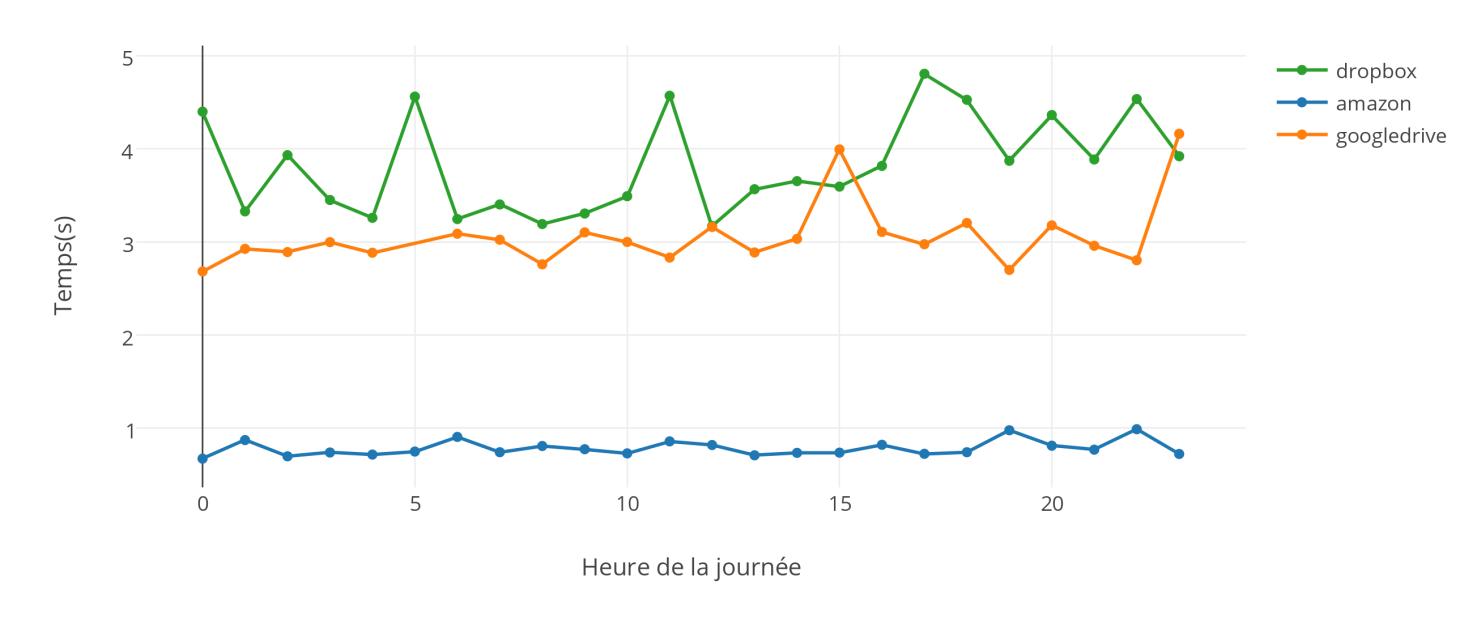 5
4
3
2
1
0 5 10 15 20
Temps(s)
Heure de la journée
dropbox
amazon
googledrive